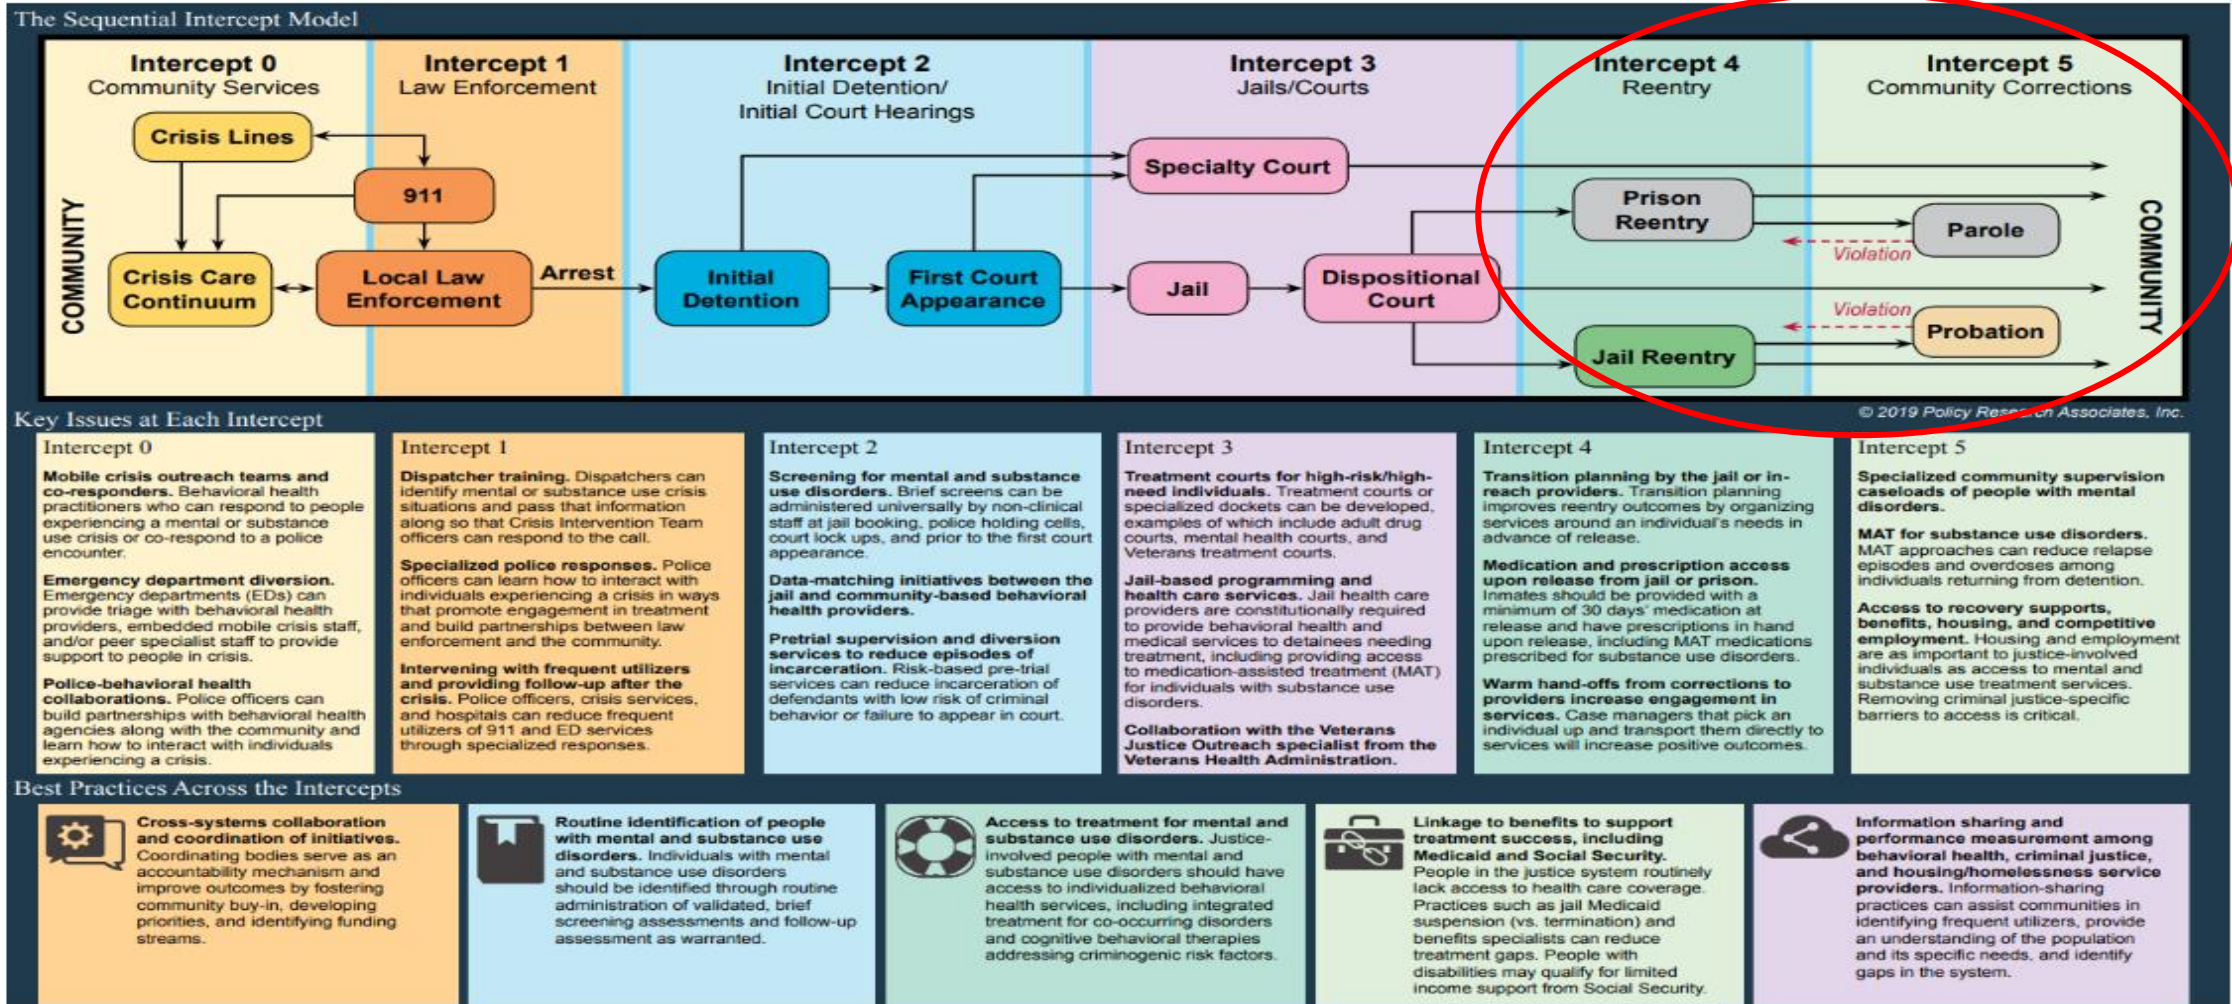 The Sequential Intercept Model
Intercept 0
Community Services
Intercept 1
Law Enforcement
Intercept 2
Initial Detention/
Initial Court Hearings
Intercept 3
Jails/Courts
Intercept 4
Reentry
Intercept 5
Community Corrections
COMMUNITY
Crisis Lines
911
Crisis Care
Continuum
Local Law
Enforcement
Arrest
Initial
Detention
First Court
Appearance
Specialty Court
Jail
Dispositional
Court
Prison
Reentry
Jail Reentry
Parole
Violation
Violation
Probation
COMMUNITY
© 2019 Policy Research Associates, Inc.
Key Issues at Each Intercept
Intercept 0
Mobile crisis outreach teams and
co-responders. Behavioral health
practitioners who can respond to people
experiencing a mental or substance
use crisis or co-respond to a police
encounter.
Emergency department diversion.
Emergency departments (EDs) can
provide triage with behavioral health
providers, embedded mobile crisis staff,
and/or peer specialist staff to provide
support to people in crisis.
Police-behavioral health
collaborations. Police officers can
build partnerships with behavioral health
agencies along with the community and
learn how to interact with individuals
experiencing a crisis.
Intercept 1
Dispatcher training. Dispatchers can
identify mental or substance use crisis
situations and pass that information
along so that Crisis Intervention Team
officers can respond to the call.
Specialized police responses. Police
officers can learn how to interact with
individuals experiencing a crisis in ways
that promote engagement in treatment
and build partnerships between law
enforcement and the community.
Intervening with frequent utilizers
and providing follow-up after the
crisis. Police officers, crisis services,
and hospitals can reduce frequent
utilizers of 911 and ED services
through specialized responses.
Intercept 2
Screening for mental and substance
use disorders. Brief screens can be
administered universally by non-clinical
staff at jail booking, police holding cells,
court lock ups, and prior to the first court
appearance.
Data-matching initiatives between the
jail and community-based behavioral
health providers.
Pretrial supervision and diversion
services to reduce episodes of
incarceration. Risk-based pre-trial
services can reduce incarceration of
defendants with low risk of criminal
behavior or failure to appear in court.
Intercept 3
Treatment courts for high-risk/high-
need individuals. Treatment courts or
specialized dockets can be developed,
examples of which include adult drug
courts, mental health courts, and
Veterans treatment courts.
Jail-based programming and
health care services. Jail health care
providers are constitutionally required
to provide behavioral health and
medical services to detainees needing
treatment, including providing access
to medication-assisted treatment (MAT)
for individuals with substance use
disorders.
Collaboration with the Veterans
Justice Outreach specialist from the
Veterans Health Administration.
Intercept 4
Transition planning by the jail or in-
reach providers. Transition planning
improves reentry outcomes by organizing
services around an individual's needs in
advance of release.
Medication and prescription access
upon release from jail or prison.
Inmates should be provided with a
minimum of 30 days' medication at
release and have prescriptions in hand
upon release, including MAT medications
prescribed for substance use disorders.
Warm hand-offs from corrections to
providers increase engagement in
services. Case managers that pick an
individual up and transport them directly to
services will increase positive outcomes.
Intercept 5
Specialized community supervision
caseloads of people with mental
disorders.
MAT for substance use disorders.
MAT approaches can reduce relapse
episodes and overdoses among
individuals returning from detention.
Access to recovery supports,
benefits, housing, and competitive
employment. Housing and employment
are as important to justice-involved
individuals as access to mental and
substance use treatment services.
Removing criminal justice-specific
barriers to access is critical.
Best Practices Across the Intercepts
Cross-systems collaboration
and coordination of initiatives.
Coordinating bodies serve as an
accountability mechanism and
improve outcomes by fostering
community buy-in, developing
priorities, and identifying funding
streams.
Routine identification of people
with mental and substance use
disorders. Individuals with mental
and substance use disorders
should be identified through routine
administration of validated, brief
screening assessments and follow-up
assessment as warranted.
Access to treatment for mental and
substance use disorders. Justice-
involved people with mental and
substance use disorders should have
access to individualized behavioral
health services, including integrated
treatment for co-occurring disorders
and cognitive behavioral therapies
addressing criminogenic risk factors.
Linkage to benefits to support
treatment success, including
Medicaid and Social Security.
People in the justice system routinely
lack access to health care coverage.
Practices such as jail Medicaid
suspension (vs. termination) and
benefits specialists can reduce
treatment gaps. People with
disabilities may qualify for limited
income support from Social Security.
Information sharing and
performance measurement among
behavioral health, criminal justice,
and housing/homelessness service
providers. Information-sharing
practices can assist communities in
identifying frequent utilizers, provide
an understanding of the population
and its specific needs, and identify
gaps in the system.